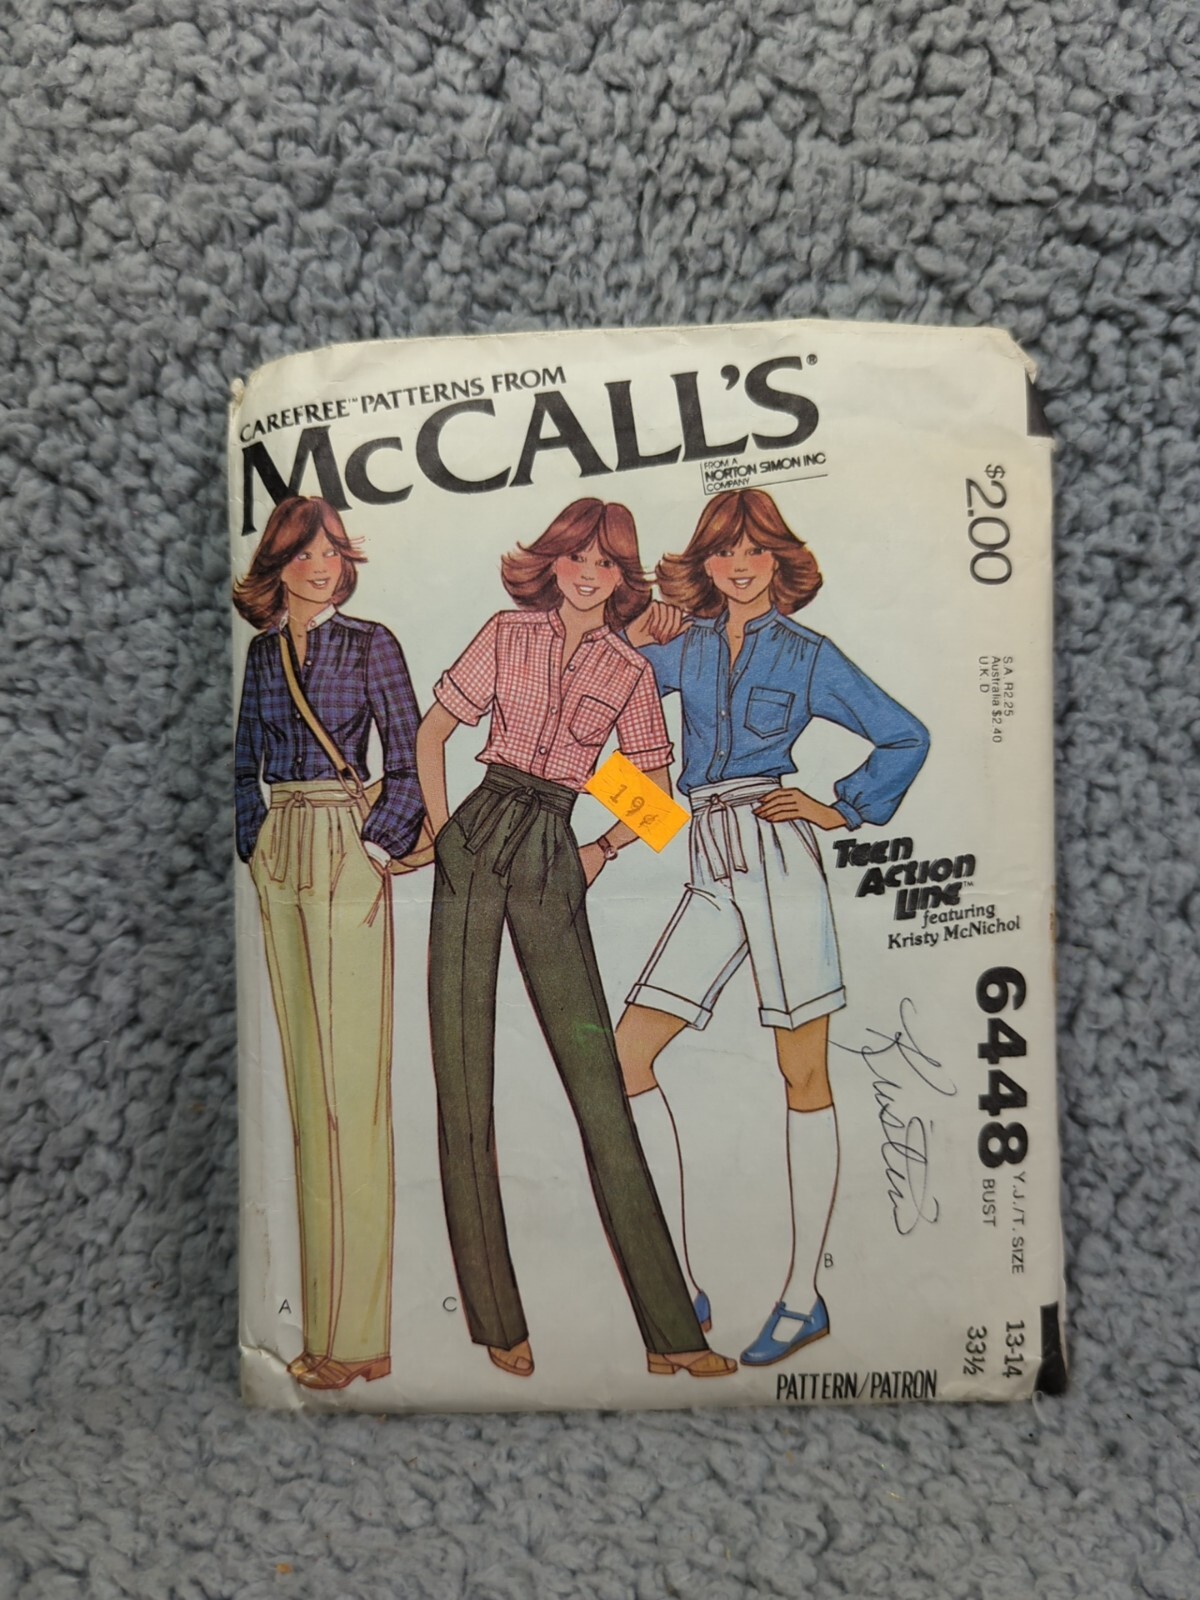 CAREFREE™ PATTERNS FROM
McCALL'S®
FROM A
NORTON SIMON INC
COMPANY
$2.00
S.A. R2.25
Australia $2.40
U.K. D
19¢
Teen
Action
Line™
featuring
Kristy McNichol
6448
Y.J./T. SIZE 13-14
BUST 33½
Kristin
A
C
B
PATTERN/PATRON